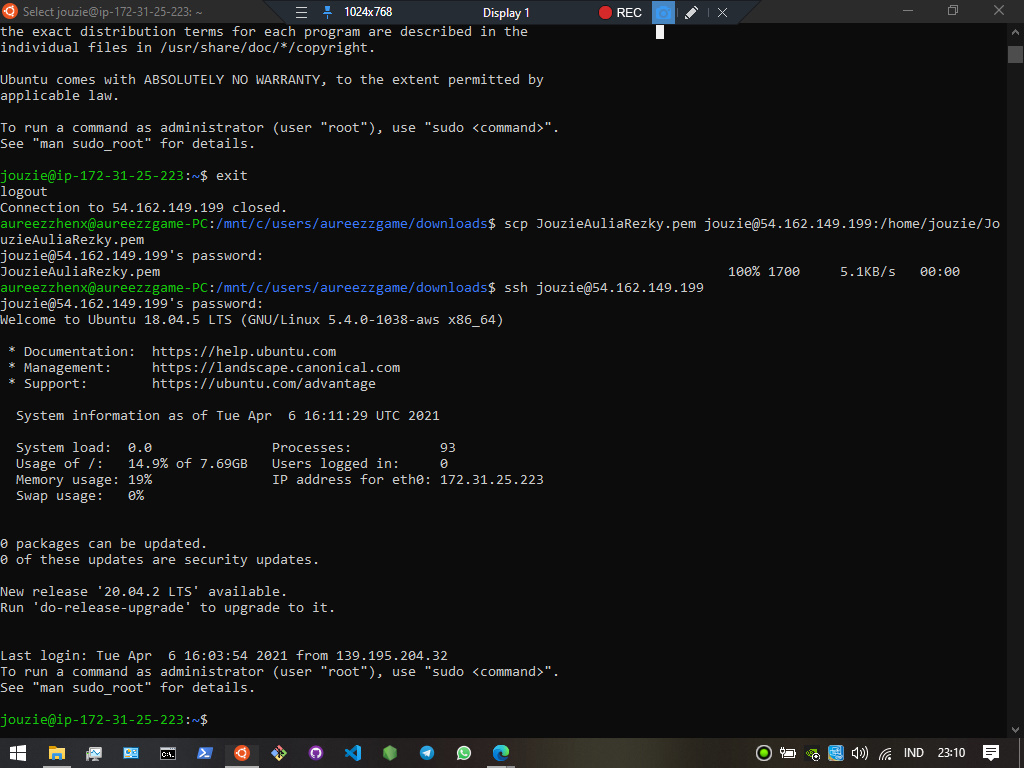 Select jouzie@ip-172-31-25-223: ~
1024x768
Display 1
REC
the exact distribution terms for each program are described in the
individual files in /usr/share/doc/*/copyright.
Ubuntu comes with ABSOLUTELY NO WARRANTY, to the extent permitted by
applicable law.
To run a command as administrator (user "root"), use "sudo <command>".
See "man sudo_root" for details.
jouzie@ip-172-31-25-223:~$ exit
logout
Connection to 54.162.149.199 closed.
aureezzhenx@aureezzgame-PC:/mnt/c/users/aureezzgame/downloads$ scp JouzieAuliaRezky.pem jouzie@54.162.149.199:/home/jouzie/Jo
uzieAuliaRezky.pem
jouzie@54.162.149.199's password:
JouzieAuliaRezky.pem 100% 1700 5.1KB/s 00:00
aureezzhenx@aureezzgame-PC:/mnt/c/users/aureezzgame/downloads$ ssh jouzie@54.162.149.199
jouzie@54.162.149.199's password:
Welcome to Ubuntu 18.04.5 LTS (GNU/Linux 5.4.0-1038-aws x86_64)
* Documentation: https://help.ubuntu.com
* Management: https://landscape.canonical.com
* Support: https://ubuntu.com/advantage
System information as of Tue Apr 6 16:11:29 UTC 2021
System load: 0.0 Processes: 93
Usage of /: 14.9% of 7.69GB Users logged in: 0
Memory usage: 19% IP address for eth0: 172.31.25.223
Swap usage: 0%
0 packages can be updated.
0 of these updates are security updates.
New release '20.04.2 LTS' available.
Run 'do-release-upgrade' to upgrade to it.
Last login: Tue Apr 6 16:03:54 2021 from 139.195.204.32
To run a command as administrator (user "root"), use "sudo <command>".
See "man sudo_root" for details.
jouzie@ip-172-31-25-223:~$
IND
23:10